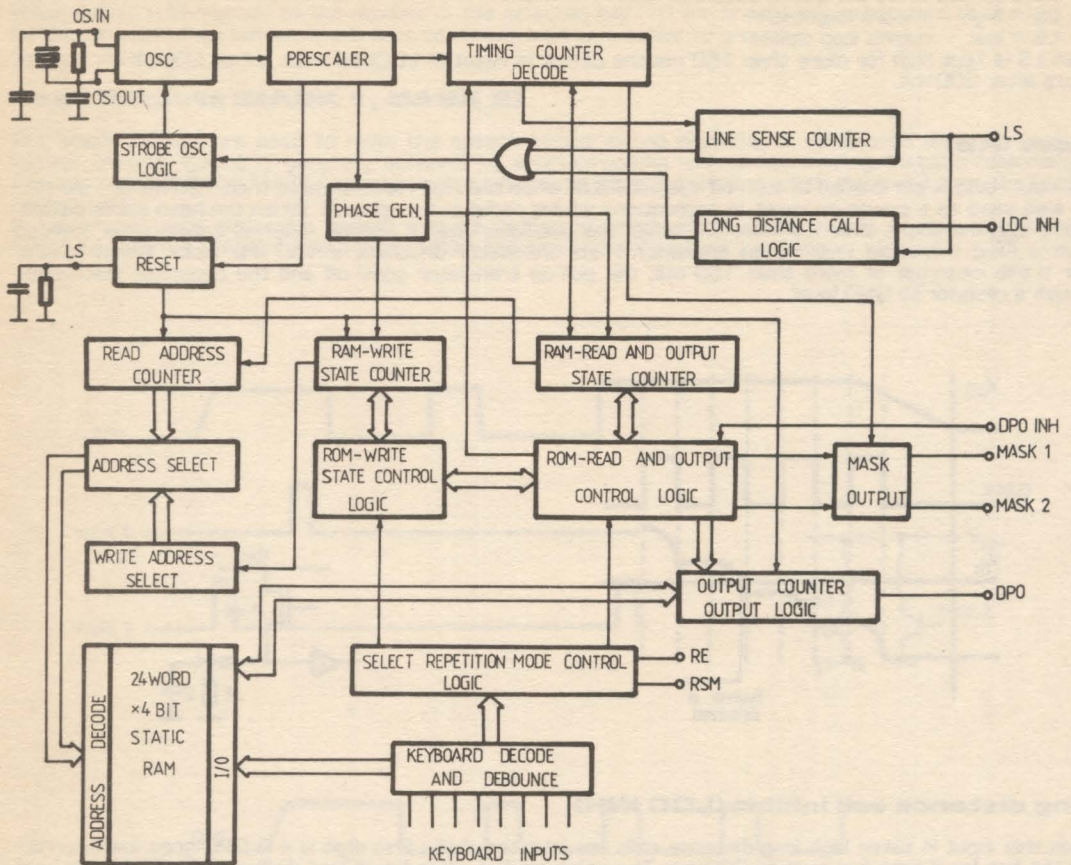 OS.IN
OSC
PRESCALER
TIMING COUNTER
DECODE
OS.OUT
STROBE OSC
LOGIC
LINE SENSE COUNTER
LS
PHASE GEN.
LONG DISTANCE CALL
LOGIC
LDC INH
LS
RESET
READ ADDRESS
COUNTER
RAM-WRITE
STATE COUNTER
RAM-READ AND OUTPUT
STATE COUNTER
ADDRESS SELECT
ROM-WRITE
STATE CONTROL
LOGIC
ROM-READ AND OUTPUT
CONTROL LOGIC
MASK
OUTPUT
DPO INH
MASK 1
MASK 2
WRITE ADDRESS
SELECT
OUTPUT COUNTER
OUTPUT LOGIC
DPO
SELECT REPETITION MODE CONTROL
LOGIC
RE
RSM
ADDRESS DECODE
24 WORD
×4 BIT
STATIC
RAM
I/O
KEYBOARD DECODE
AND DEBOUNCE
KEYBOARD INPUTS